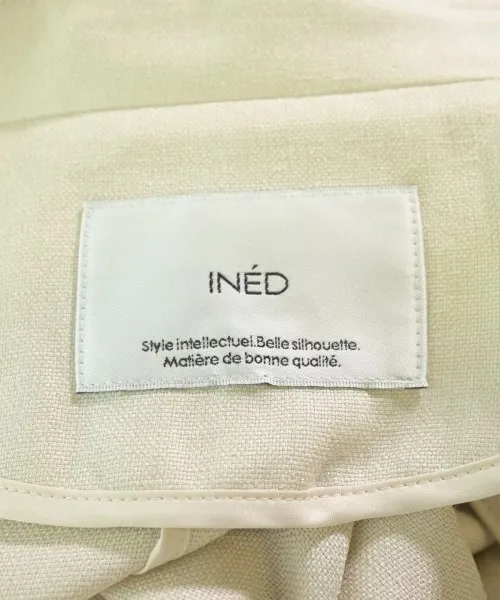 INÉD
Style intellectuel.Belle silhouette.
Matière de bonne qualité.